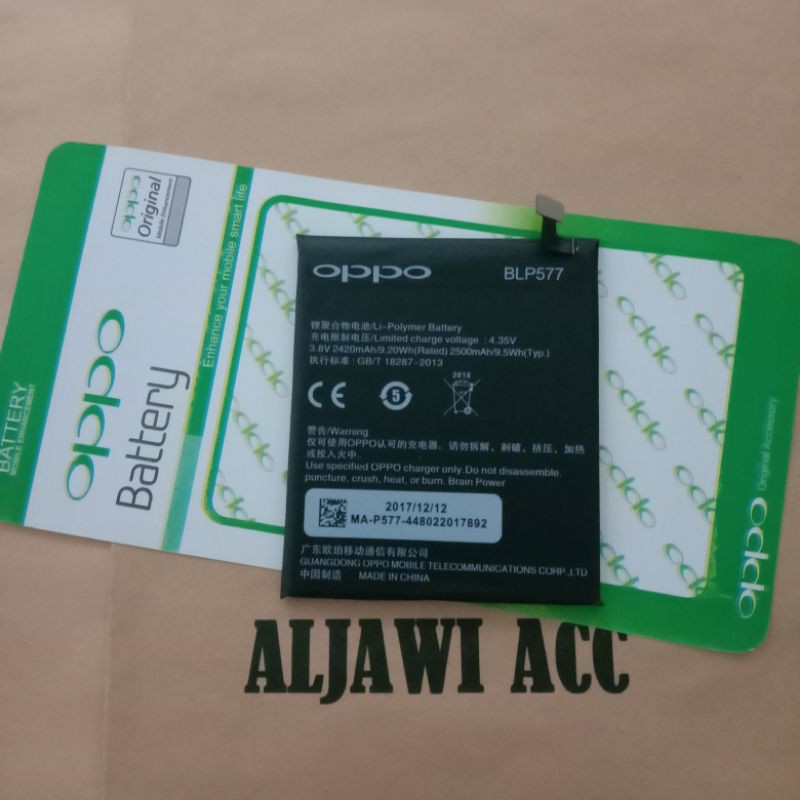 oppo
Original
Mobile Enhancement
Enhance your mobile smart life
oppo
Battery
BATTERY
MOBILE ENHANCEMENT
oppo
BLP577
锂聚合物电池/Li-Polymer Battery
充电限制电压/Limited charge voltage : 4.35V
3.8V 2420mAh/9.20Wh(Rated) 2500mAh/9.5Wh(Typ.)
执行标准: GB/T 18287-2013
CE
5
2016
警告/Warning
仅可使用OPPO认可的充电器。请勿拆解、刺破、挤压、加热
或投入火中。
Use specified OPPO charger only. Do not disassemble,
puncture, crush, heat, or burn. Brain Power
2017/12/12
MA-P577-448022017892
广东欧珀移动通信有限公司
GUANGDONG OPPO MOBILE TELECOMMUNICATIONS CORP.,LTD
中国制造 MADE IN CHINA
Original Accessory
oppo
ALJAWI ACC